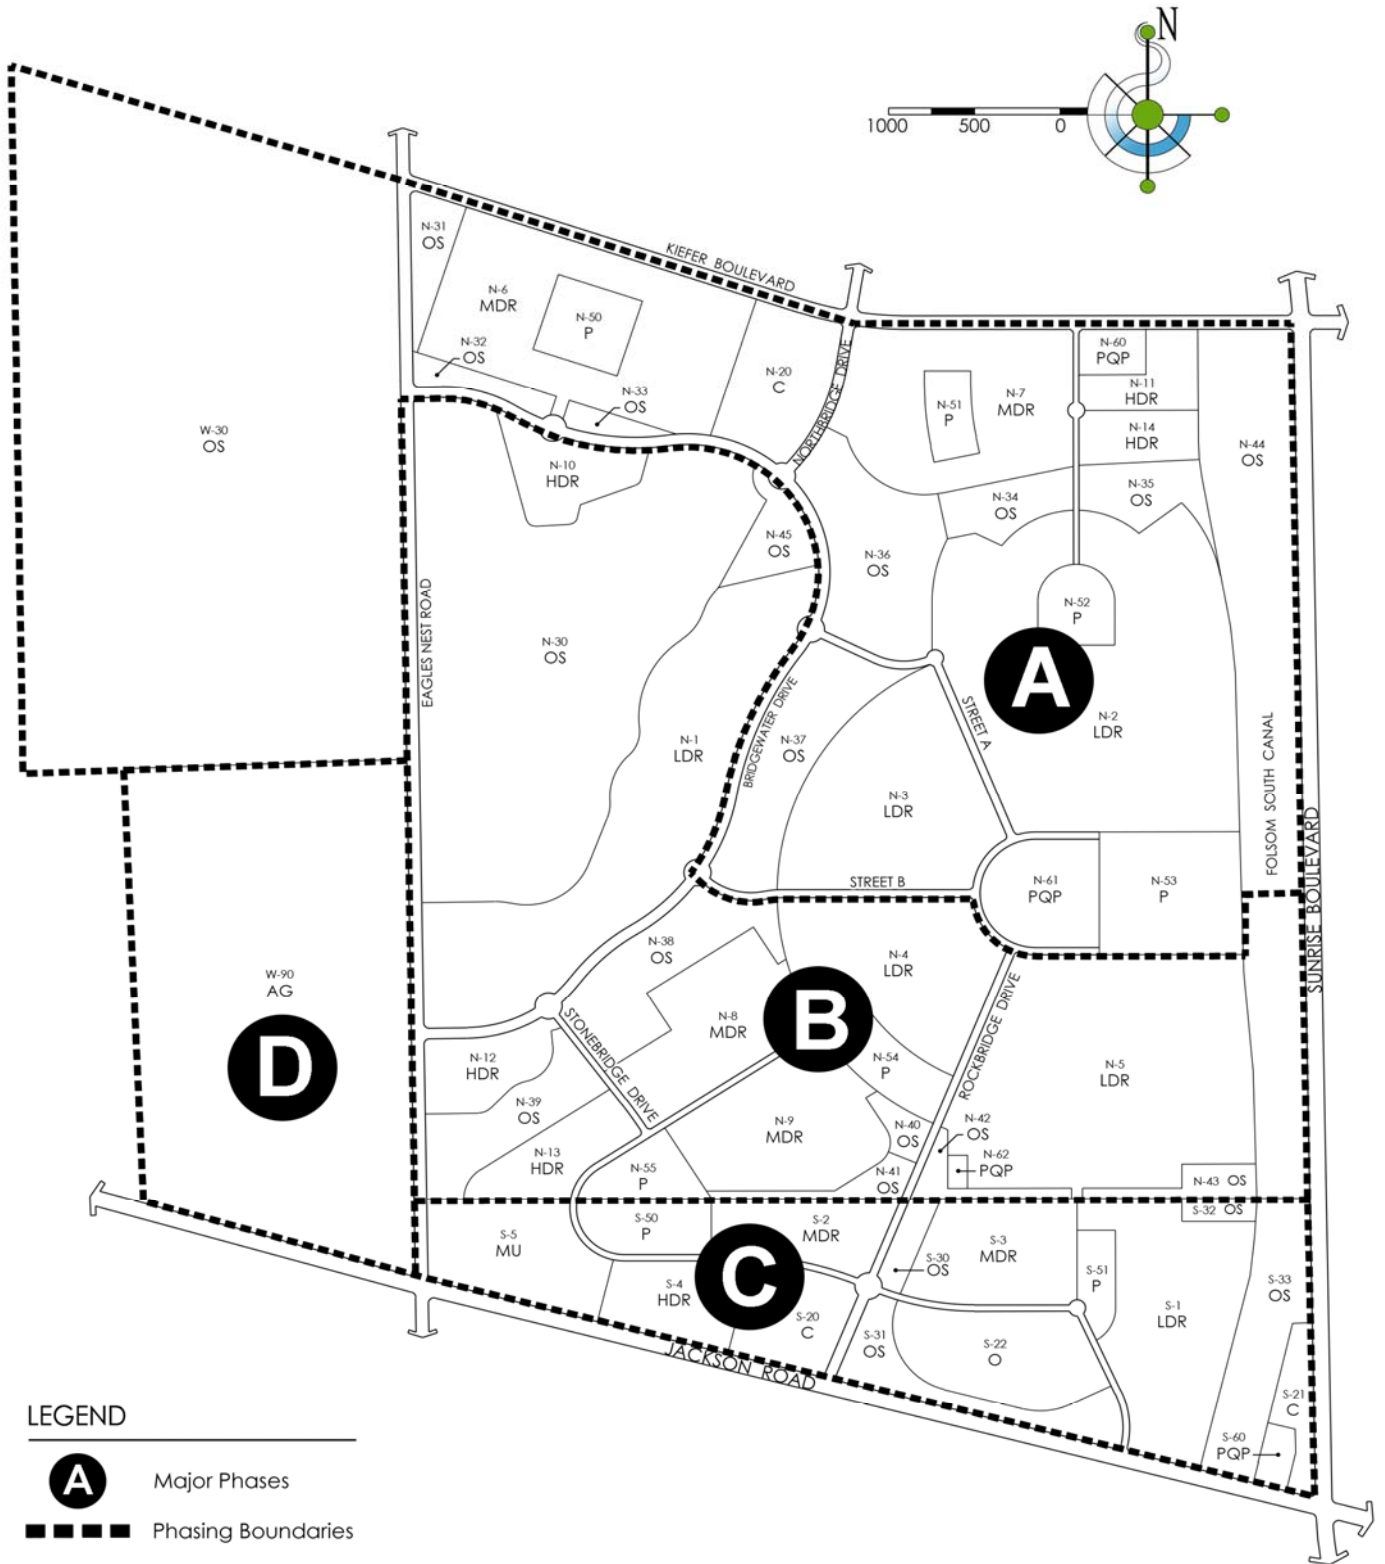 N
1000 500 0
N-31
OS
KIEFER BOULEVARD
N-6
MDR
N-50
P
N-32
OS
N-33
OS
N-20
C
NORTHBRIDGE DRIVE
N-60
PQP
N-11
HDR
N-7
MDR
N-51
P
N-14
HDR
N-44
OS
W-30
OS
N-10
HDR
N-34
OS
N-35
OS
N-45
OS
N-36
OS
EAGLES NEST ROAD
N-30
OS
N-52
P
A
N-2
LDR
STREET A
BRIDGEWATER DRIVE
N-37
OS
N-1
LDR
N-3
LDR
FOLSOM SOUTH CANAL
SUNRISE BOULEVARD
STREET B
N-61
PQP
N-53
P
N-38
OS
N-4
LDR
W-90
AG
D
B
N-8
MDR
STONEBRIDGE DRIVE
ROCKBRIDGE DRIVE
N-54
P
N-5
LDR
N-12
HDR
N-39
OS
N-9
MDR
N-40
OS
N-42
OS
N-13
HDR
N-55
P
N-41
OS
N-62
PQP
N-43 OS
S-32 OS
S-5
MU
S-50
P
S-2
MDR
S-3
MDR
C
S-30
OS
S-51
P
S-33
OS
S-4
HDR
S-20
C
S-1
LDR
S-31
OS
S-22
O
JACKSON ROAD
S-21
C
S-60
PQP
LEGEND
A Major Phases
Phasing Boundaries